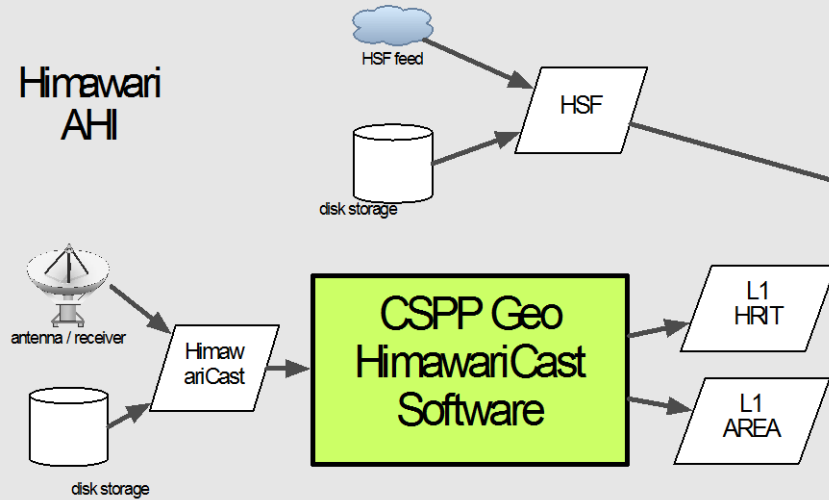 Himawari
AHI
HSF feed
HSF
disk storage
antenna / receiver
Himaw
ariCast
disk storage
CSPP Geo
HimawariCast
Software
L1
HRIT
L1
AREA